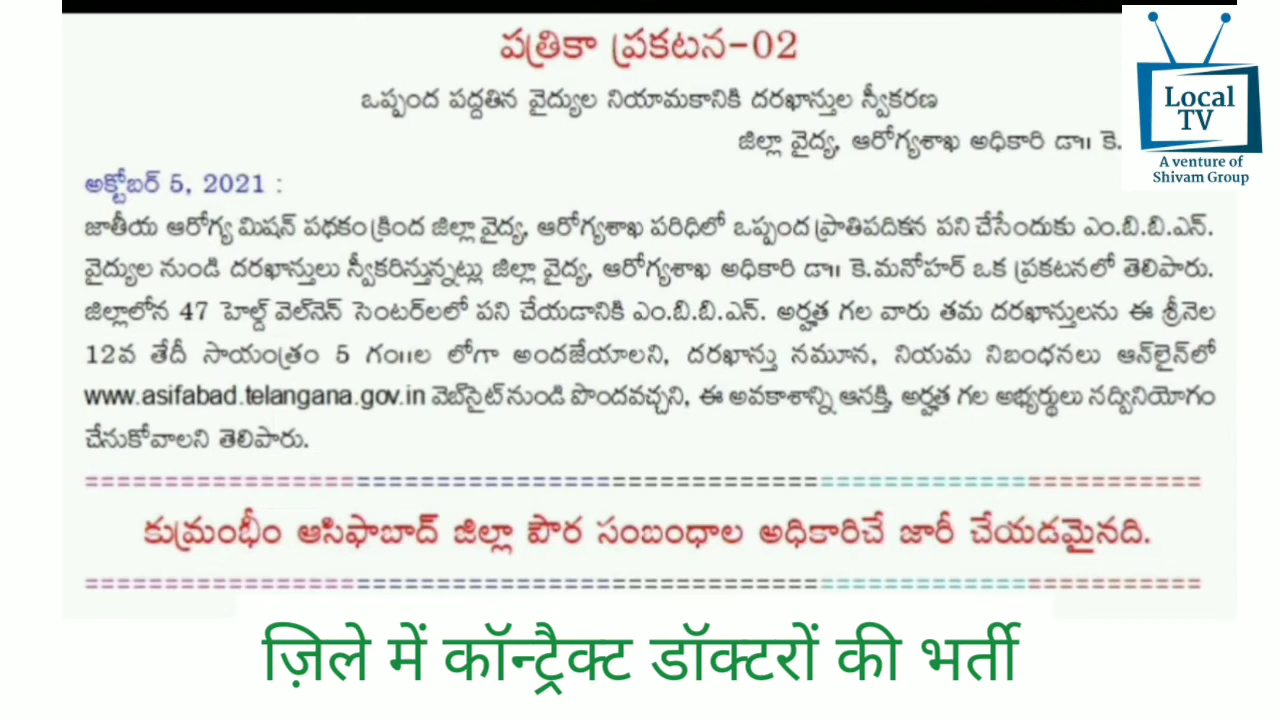 పత్రికా ప్రకటన-02
ఒప్పంద పద్దతిన వైద్యుల నియామకానికి దరఖాస్తుల స్వీకరణ
జిల్లా వైద్య, ఆరోగ్యశాఖ అధికారి డా॥ కె.
అక్టోబర్ 5, 2021 :
జాతీయ ఆరోగ్య మిషన్ పథకం క్రింద జిల్లా వైద్య, ఆరోగ్యశాఖ పరిధిలో ఒప్పంద ప్రాతిపదికన పని చేసేందుకు ఎం.బి.బి.ఎస్.
వైద్యుల నుండి దరఖాస్తులు స్వీకరిస్తున్నట్లు జిల్లా వైద్య, ఆరోగ్యశాఖ అధికారి డా॥ కె.మనోహర్ ఒక ప్రకటనలో తెలిపారు.
జిల్లాలోన 47 హెల్త్ వెల్‌నెస్ సెంటర్‌లలో పని చేయడానికి ఎం.బి.బి.ఎస్. అర్హత గల వారు తమ దరఖాస్తులను ఈ నెల
12వ తేదీ సాయంత్రం 5 గం॥ల లోగా అందజేయాలని, దరఖాస్తు నమూన, నియమ నిబంధనలు ఆన్‌లైన్‌లో
www.asifabad.telangana.gov.in వెబ్‌సైట్ నుండి పొందవచ్చని, ఈ అవకాశాన్ని ఆసక్తి, అర్హత గల అభ్యర్థులు సద్వినియోగం
చేసుకోవాలని తెలిపారు.
కుమ్రంభీం ఆసిఫాబాద్ జిల్లా పౌర సంబంధాల అధికారిచే జారీ చేయడమైనది.
ज़िले में कॉन्ट्रैक्ट डॉक्टरों की भर्ती
Local
TV
A venture of
Shivam Group